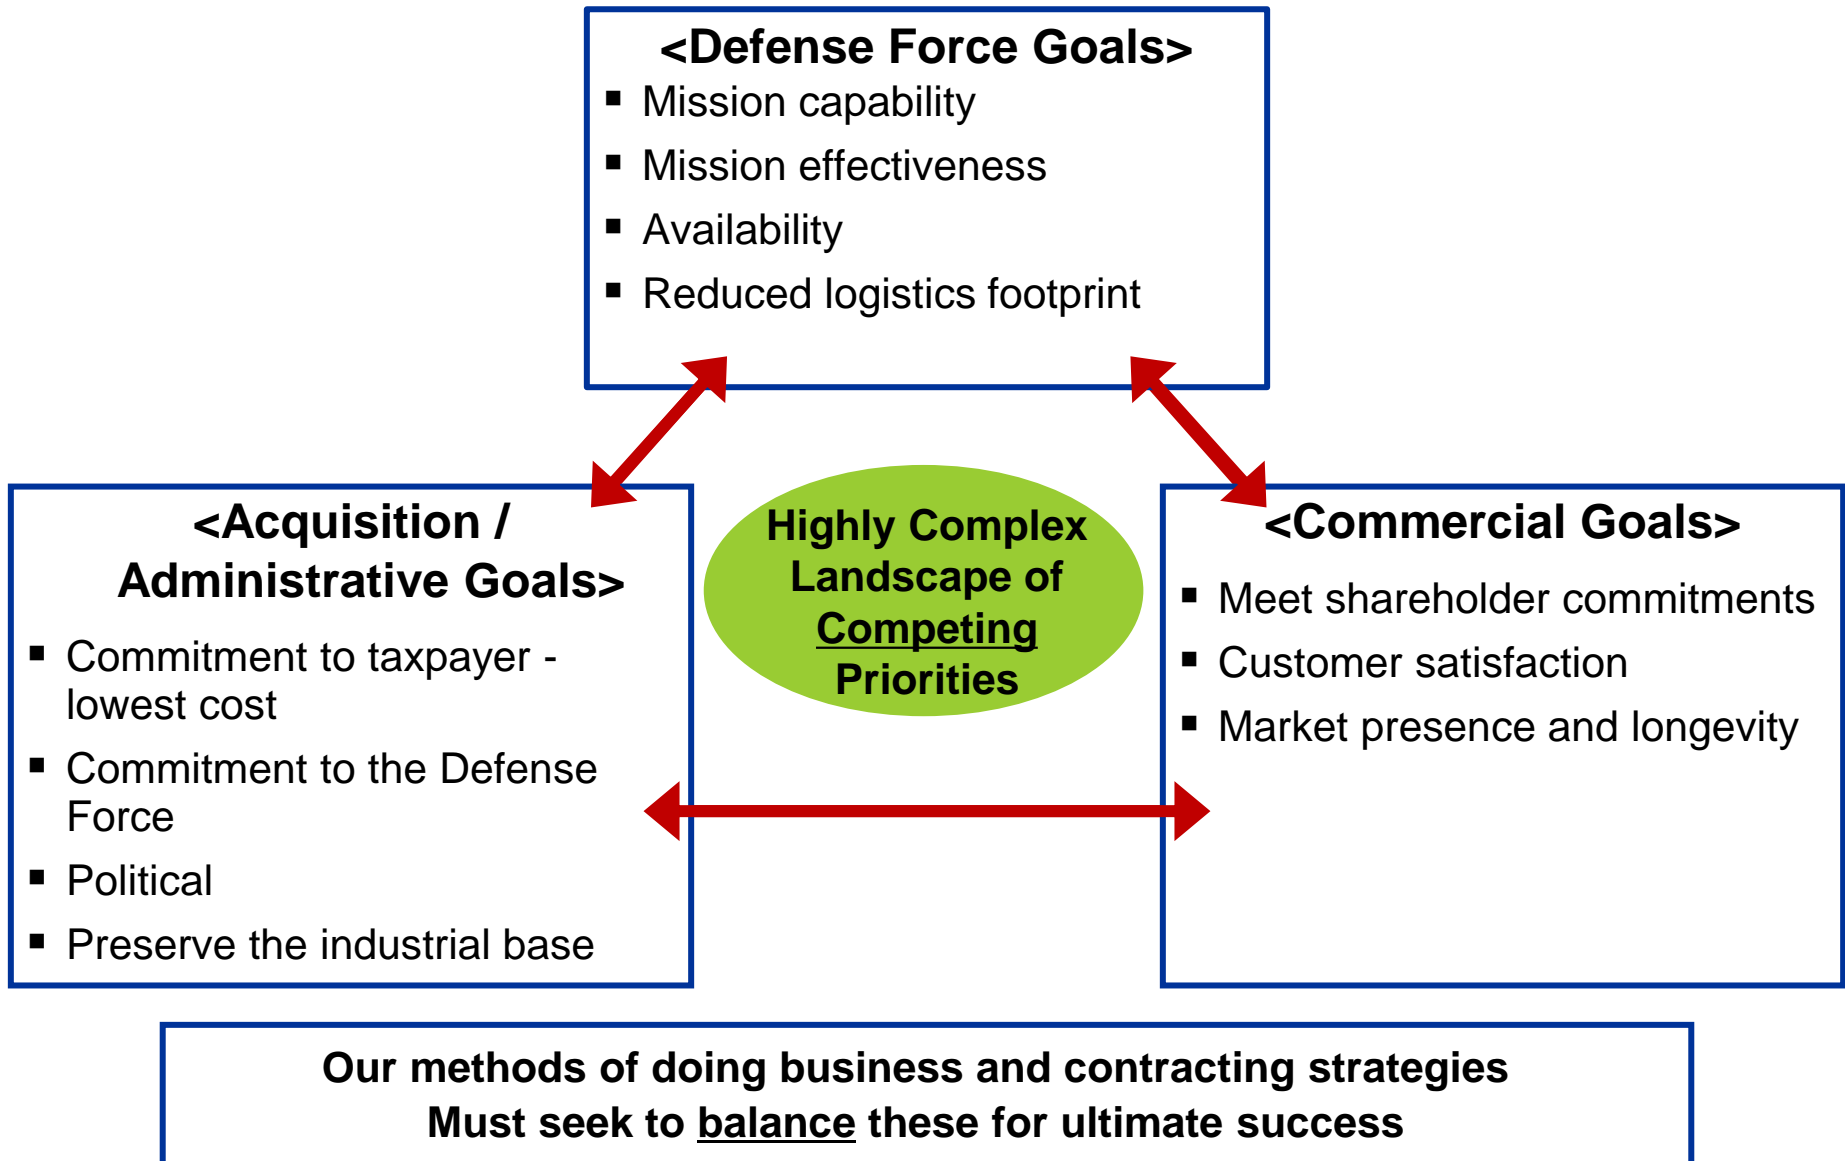 <Defense Force Goals>
▪ Mission capability
▪ Mission effectiveness
▪ Availability
▪ Reduced logistics footprint
<Acquisition /
Administrative Goals>
▪ Commitment to taxpayer -
lowest cost
▪ Commitment to the Defense
Force
▪ Political
▪ Preserve the industrial base
Highly Complex
Landscape of
Competing
Priorities
<Commercial Goals>
▪ Meet shareholder commitments
▪ Customer satisfaction
▪ Market presence and longevity
Our methods of doing business and contracting strategies
Must seek to balance these for ultimate success